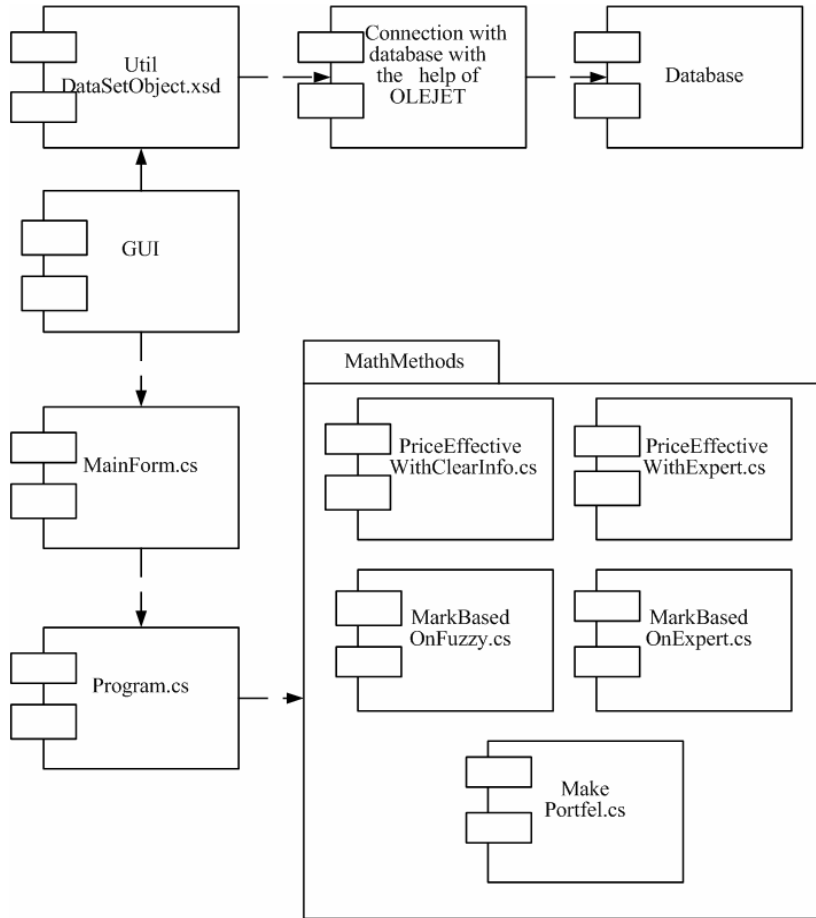 Util
DataSetObject.xsd
Connection with
database with
the help of
OLEJET
Database
GUI
MainForm.cs
Program.cs
MathMethods
PriceEffective
WithClearInfo.cs
PriceEffective
WithExpert.cs
MarkBased
OnFuzzy.cs
MarkBased
OnExpert.cs
Make
Portfel.cs